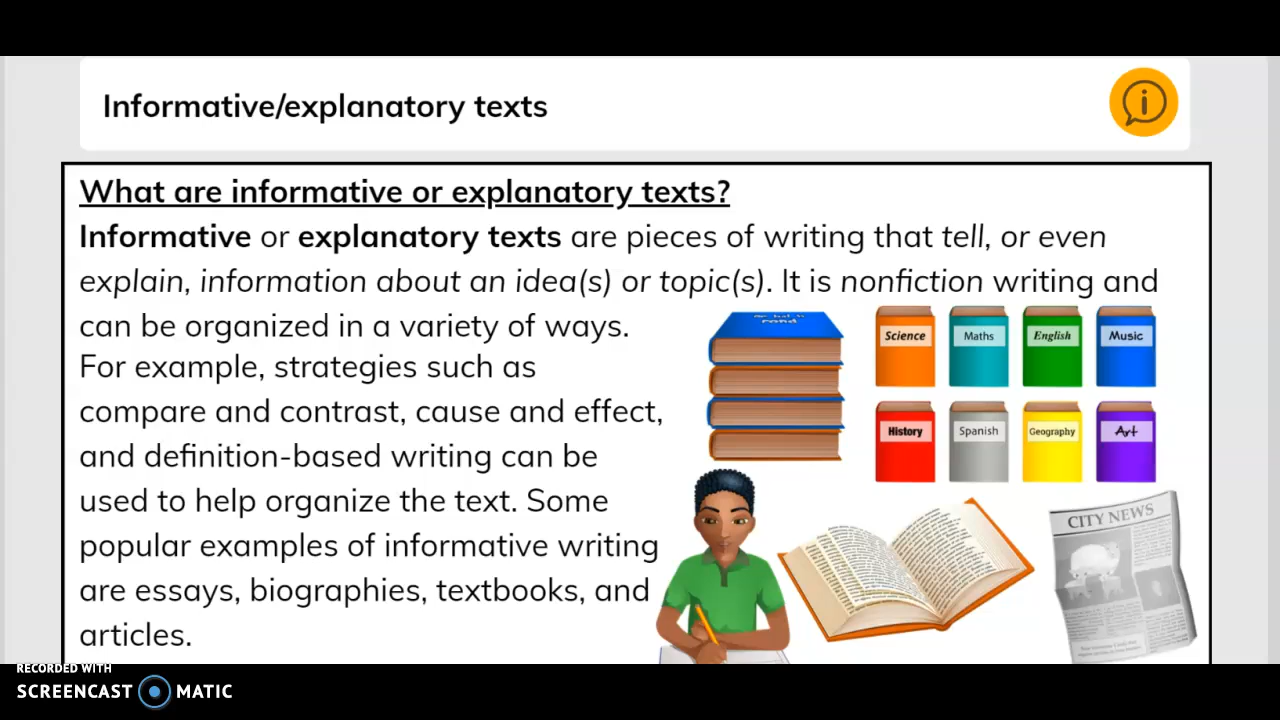 Informative/explanatory texts
What are informative or explanatory texts?
Informative or explanatory texts are pieces of writing that tell, or even
explain, information about an idea(s) or topic(s). It is nonfiction writing and
can be organized in a variety of ways.
For example, strategies such as
compare and contrast, cause and effect,
and definition-based writing can be
used to help organize the text. Some
popular examples of informative writing
are essays, biographies, textbooks, and
articles.
Science Maths English Music
History Spanish Geography Art
CITY NEWS
RECORDED WITH
SCREENCAST MATIC